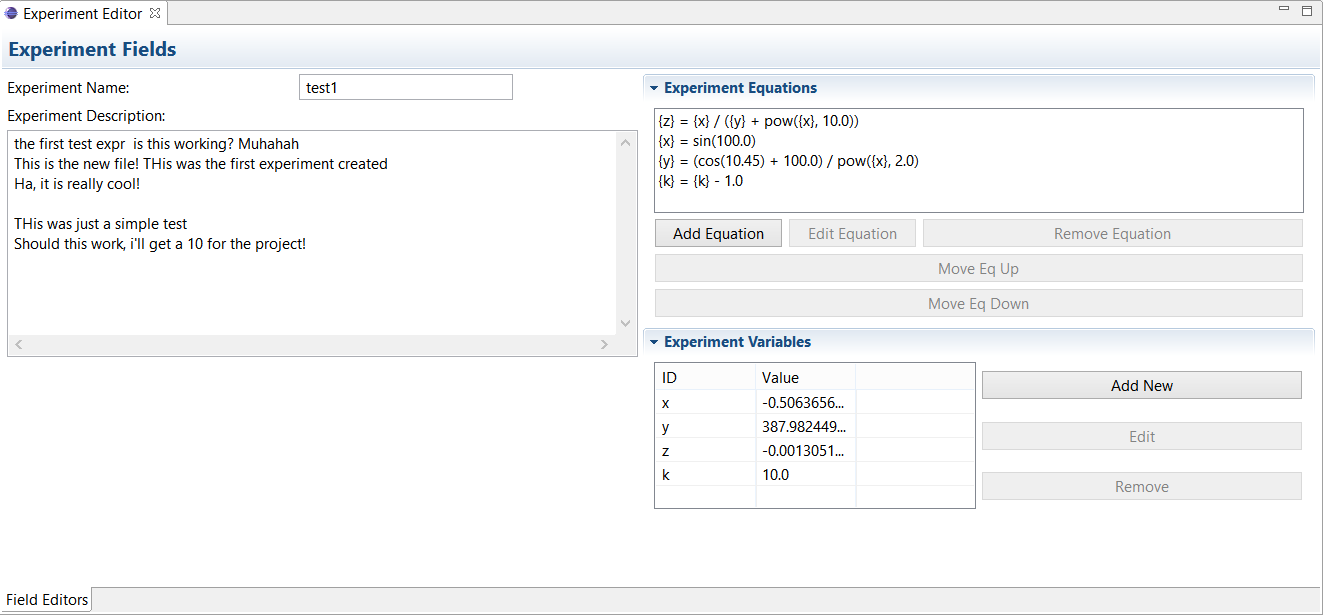 Experiment Editor
Experiment Fields
Experiment Name:
test1
Experiment Description:
the first test expr  is this working? Muhahah
This is the new file! THis was the first experiment created
Ha, it is really cool!
THis was just a simple test
Should this work, i'll get a 10 for the project!
Experiment Equations
{z} = {x} / ({y} + pow({x}, 10.0))
{x} = sin(100.0)
{y} = (cos(10.45) + 100.0) / pow({x}, 2.0)
{k} = {k} - 1.0
Add Equation Edit Equation Remove Equation
Move Eq Up
Move Eq Down
Experiment Variables
ID Value
x -0.5063656...
y 387.982449...
z -0.0013051...
k 10.0
Add New
Edit
Remove
Field Editors